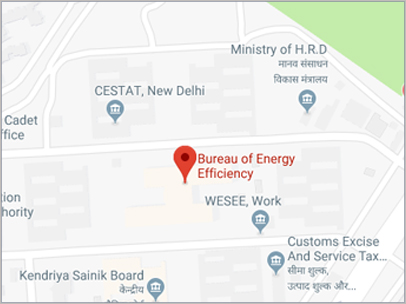 Ministry of H.R.D
मानव संसाधन
विकास मंत्रालय
CESTAT, New Delhi
Cadet
ffice
Bureau of Energy
Efficiency
tion
thority
WESEE, Work
Customs Excise
And Service Tax...
सीमा शुल्क,
उत्पाद शुल्क और...
Kendriya Sainik Board
केन्द्रीय